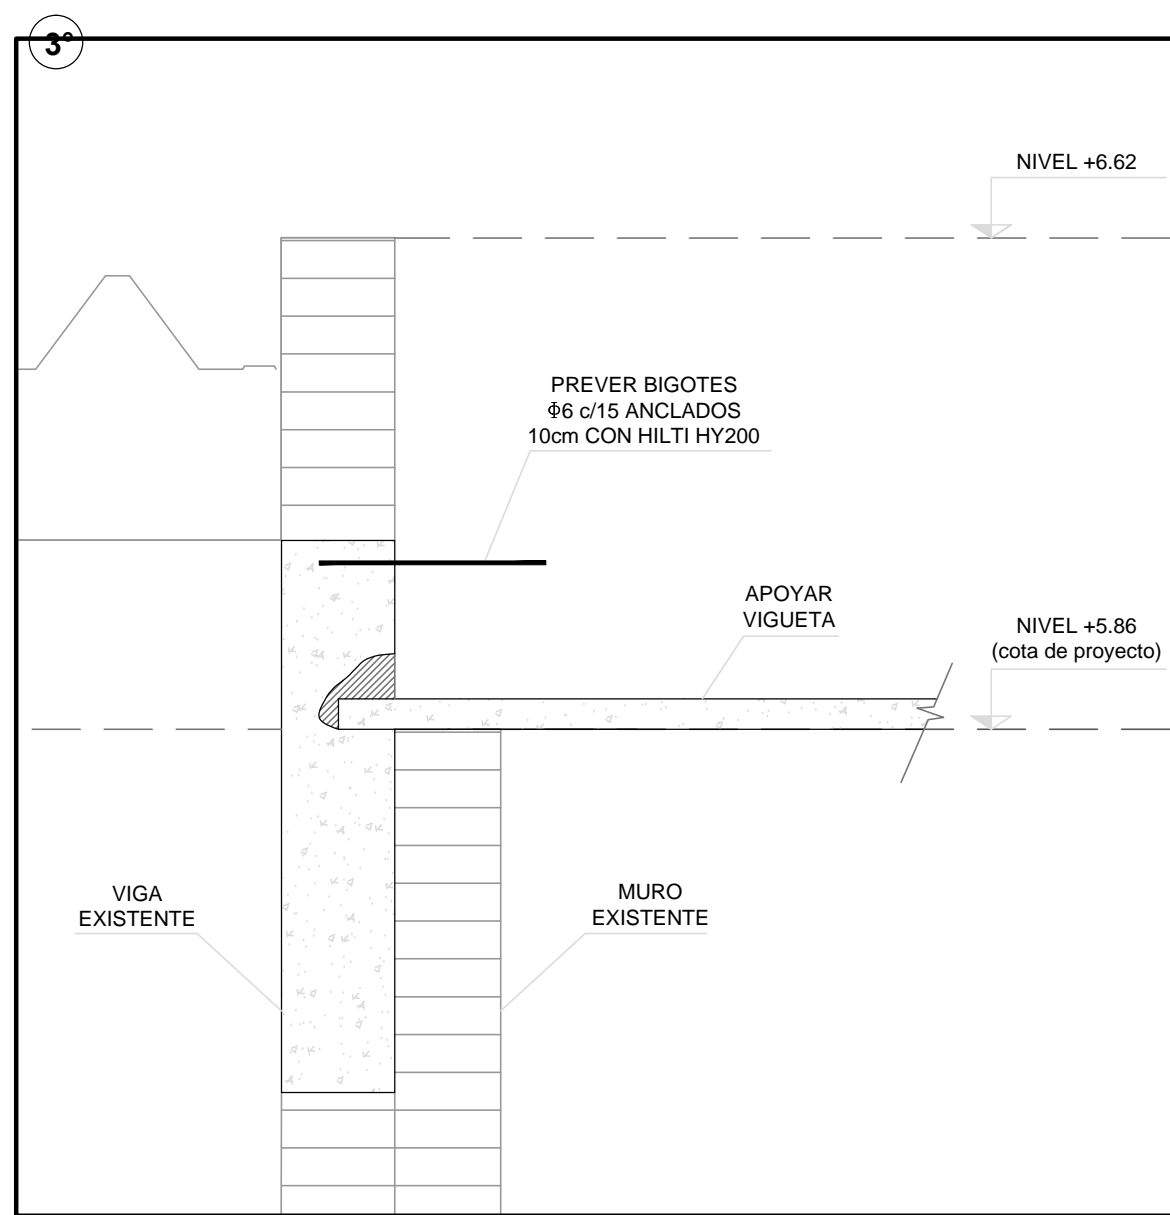 3°
NIVEL +6.62
PREVER BIGOTES
Φ6 c/15 ANCLADOS
10cm CON HILTI HY200
APOYAR
VIGUETA
NIVEL +5.86
(cota de proyecto)
VIGA
EXISTENTE
MURO
EXISTENTE